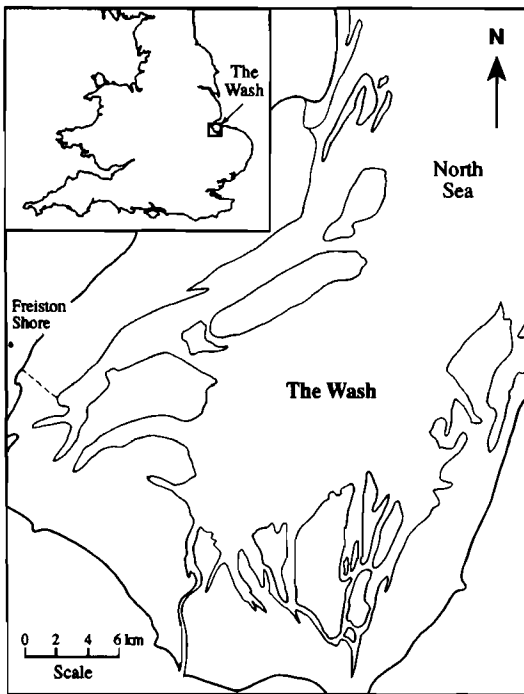 The
Wash
N
North
Sea
Freiston
Shore
The Wash
0 2 4 6 km
Scale